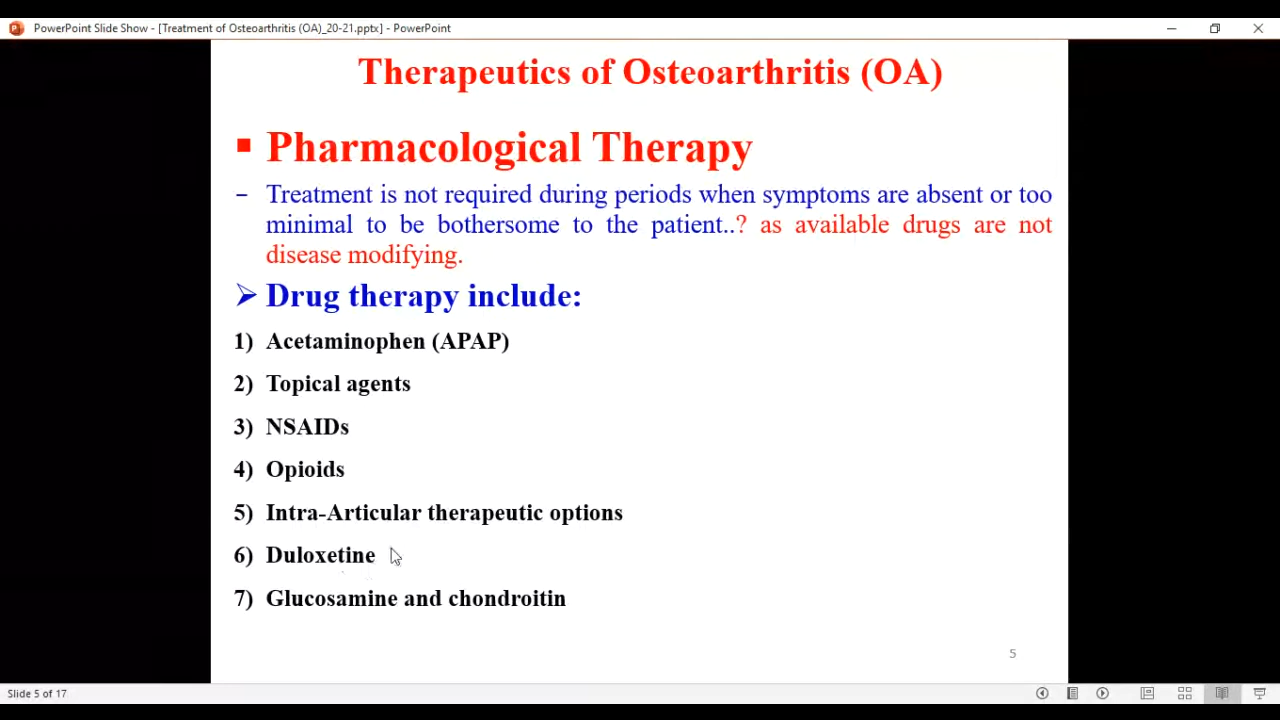 PowerPoint Slide Show - [Treatment of Osteoarthritis (OA)_20-21.pptx] - PowerPoint
Therapeutics of Osteoarthritis (OA)
Pharmacological Therapy
– Treatment is not required during periods when symptoms are absent or too
minimal to be bothersome to the patient..? as available drugs are not
disease modifying.
Drug therapy include:
1) Acetaminophen (APAP)
2) Topical agents
3) NSAIDs
4) Opioids
5) Intra-Articular therapeutic options
6) Duloxetine
7) Glucosamine and chondroitin
5
Slide 5 of 17